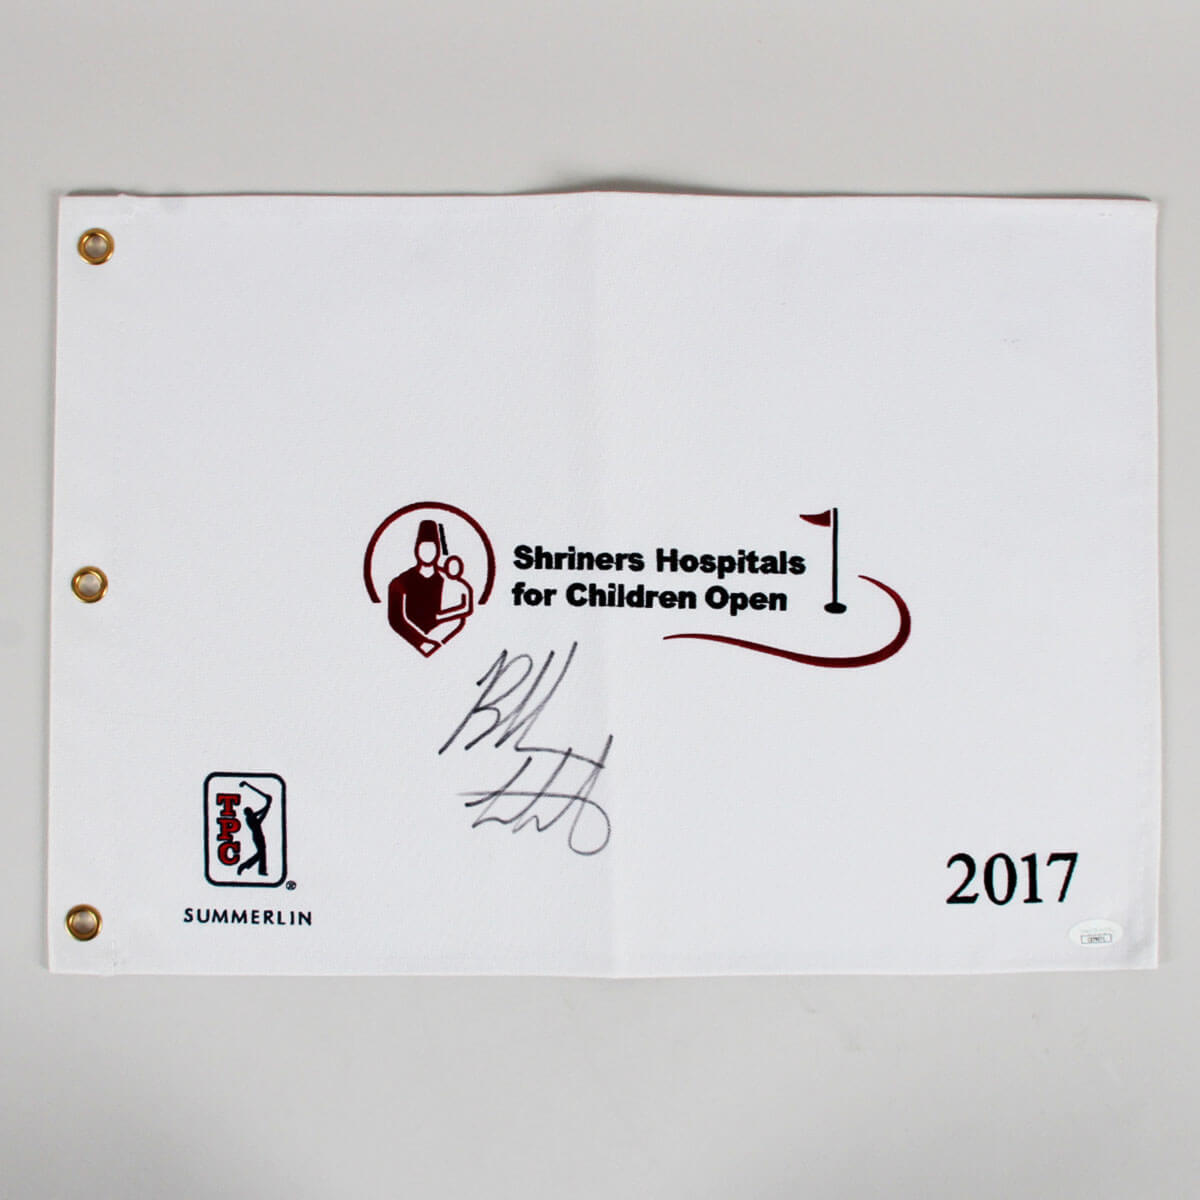 Shriners Hospitals
for Children Open
TPC
®
SUMMERLIN
2017